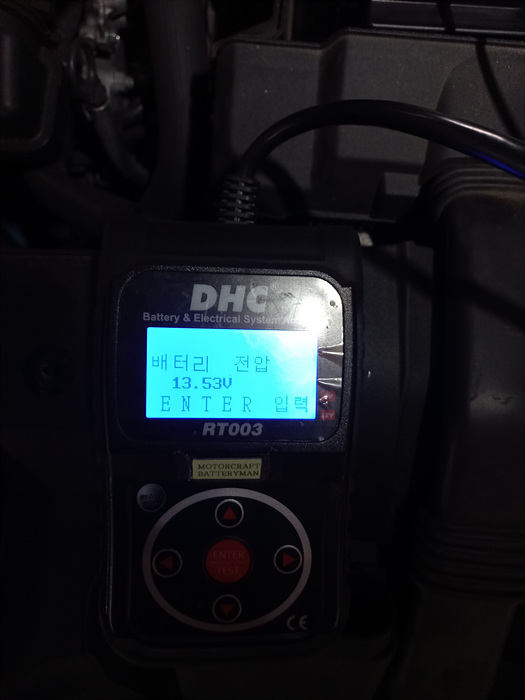 DHC
Battery & Electrical System
배터리 전압
13.53V
ENTER 입력
RT003
MOTORCRAFT
BATTERYMAN
ENTER
TEST
CE